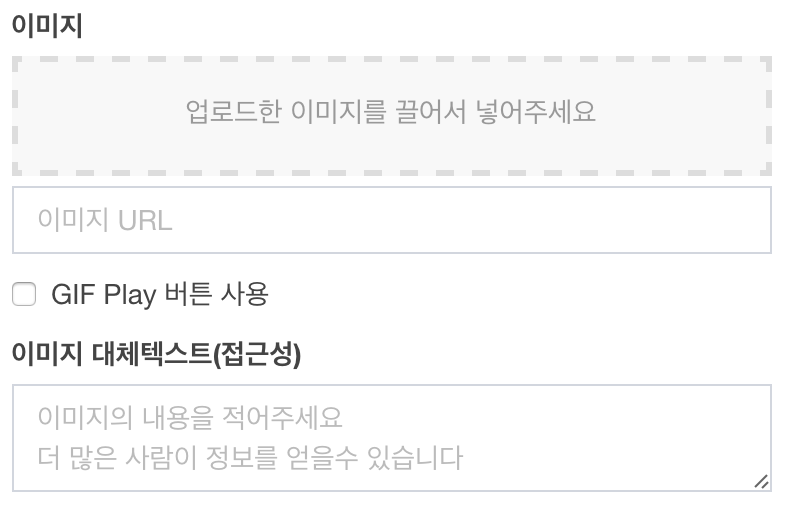 이미지
업로드한 이미지를 끌어서 넣어주세요
이미지 URL
GIF Play 버튼 사용
이미지 대체텍스트(접근성)
이미지의 내용을 적어주세요
더 많은 사람이 정보를 얻을수 있습니다